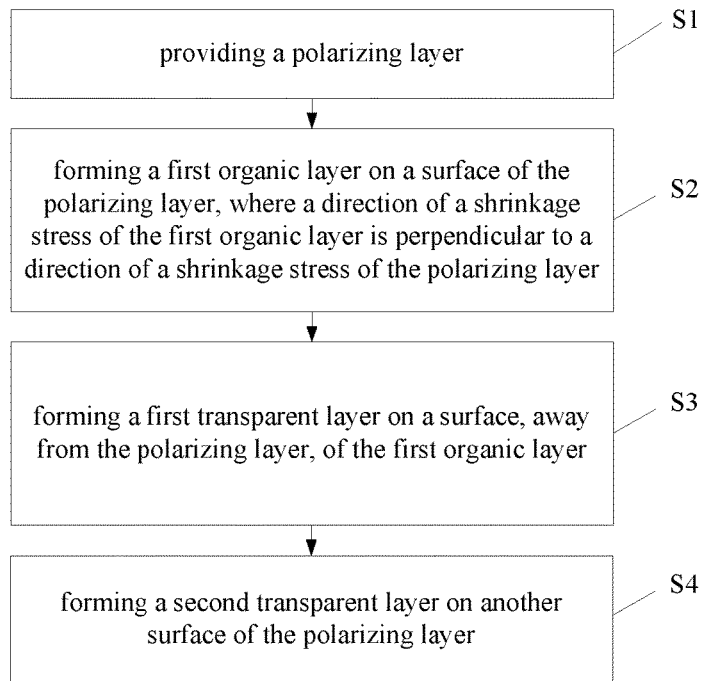 S1
providing a polarizing layer
S2
forming a first organic layer on a surface of the
polarizing layer, where a direction of a shrinkage
stress of the first organic layer is perpendicular to a
direction of a shrinkage stress of the polarizing layer
S3
forming a first transparent layer on a surface, away
from the polarizing layer, of the first organic layer
S4
forming a second transparent layer on another
surface of the polarizing layer